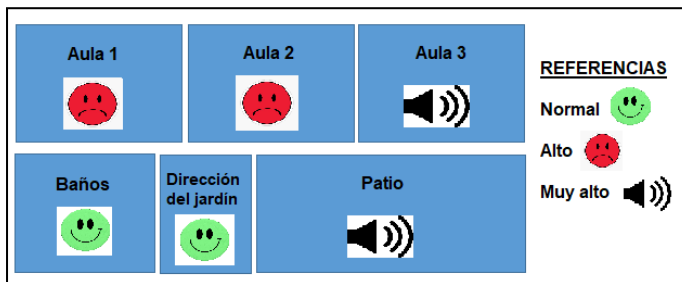 Aula 1
Aula 2
Aula 3
Baños
Dirección
del jardín
Patio
REFERENCIAS
Normal
Alto
Muy alto